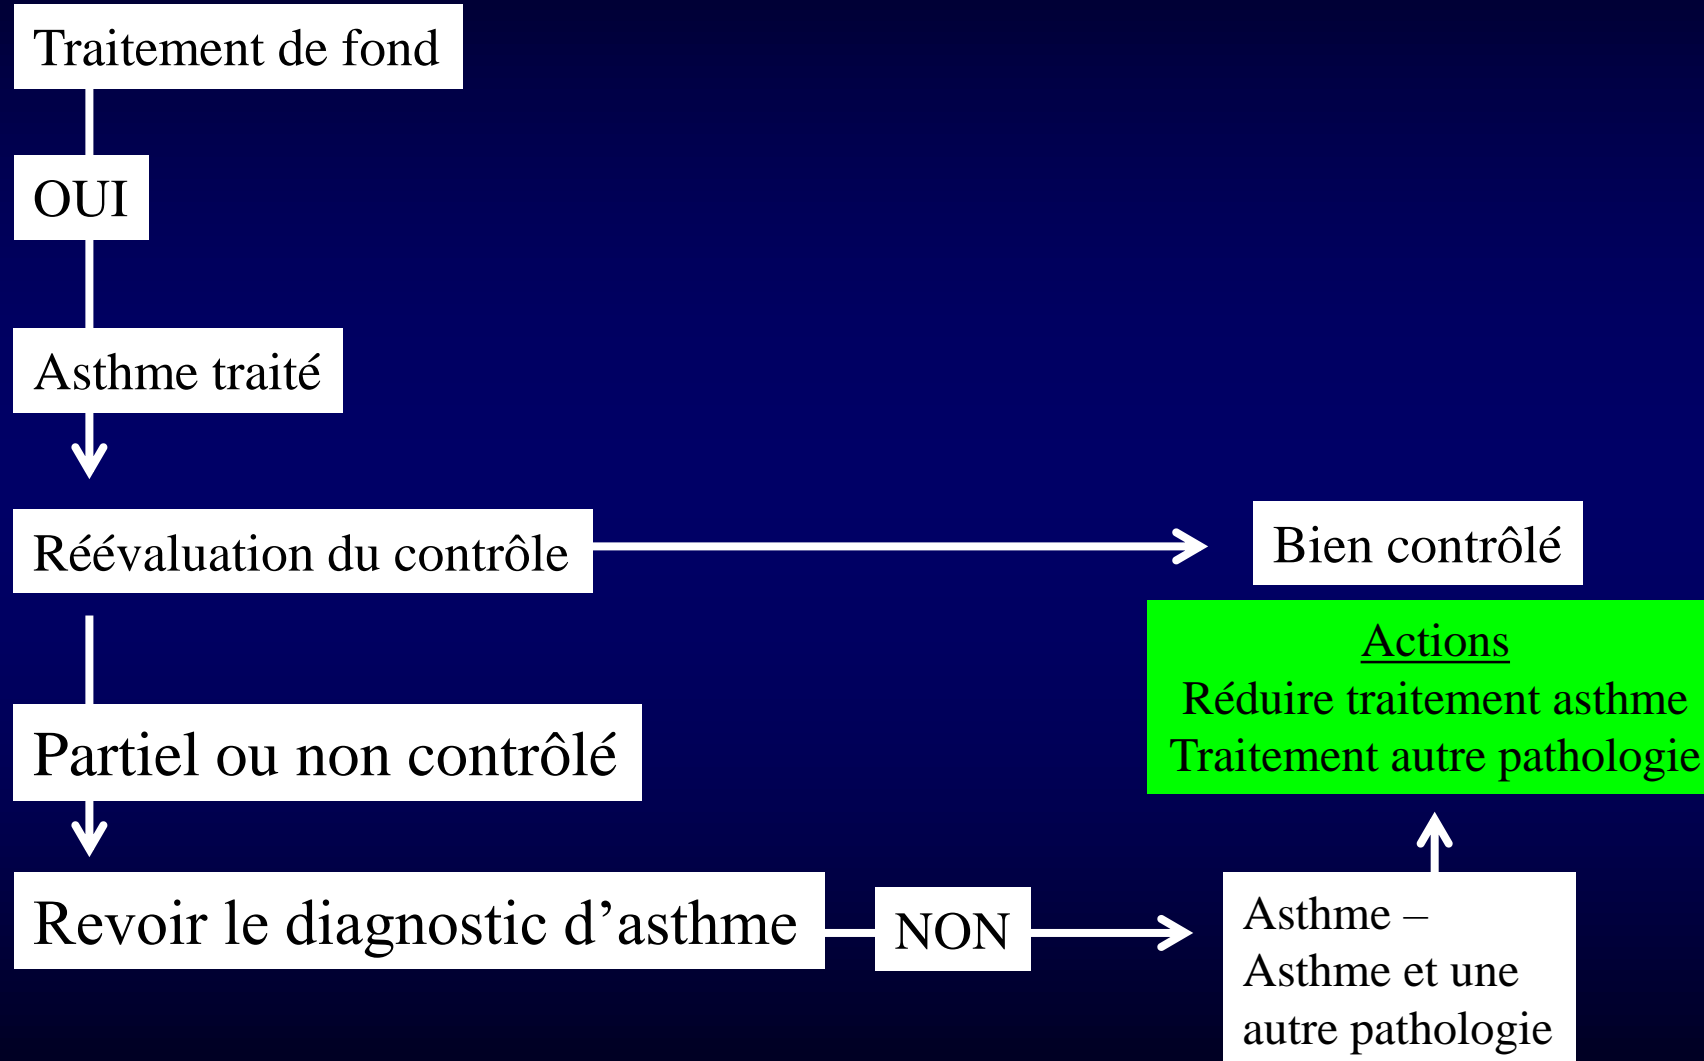 Traitement de fond
OUI
Asthme traité
Réévaluation du contrôle
Bien contrôlé
Actions
Réduire traitement asthme
Traitement autre pathologie
Partiel ou non contrôlé
Revoir le diagnostic d’asthme
NON
Asthme –
Asthme et une
autre pathologie